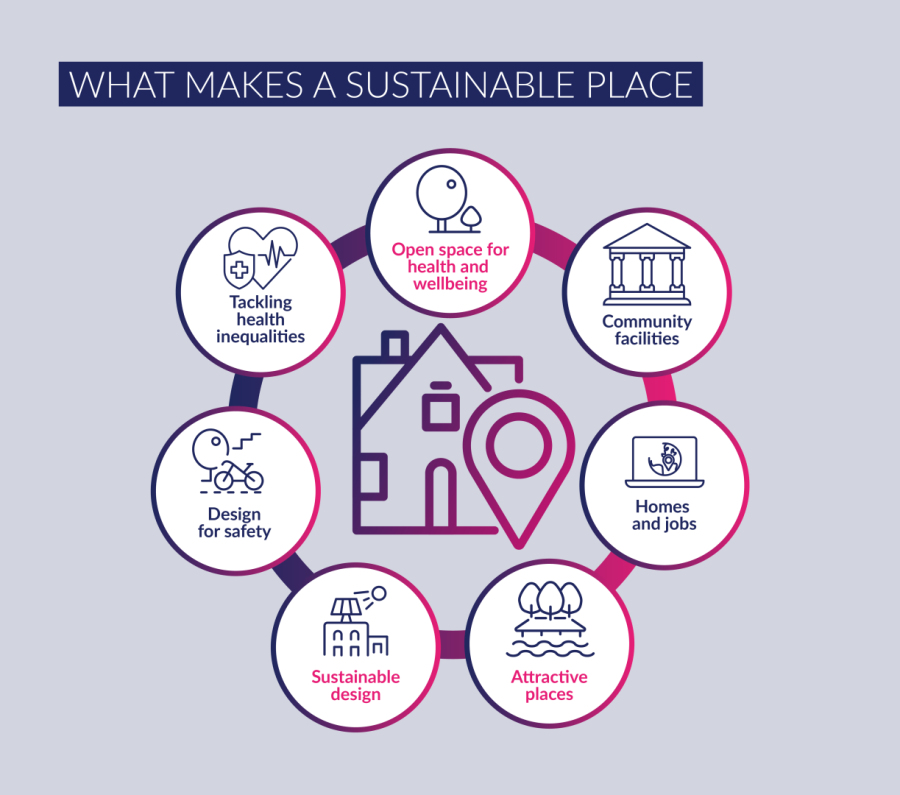 WHAT MAKES A SUSTAINABLE PLACE
Open space for
health and
wellbeing
Community
facilities
Homes
and jobs
Attractive
places
Sustainable
design
Design
for safety
Tackling
health
inequalities